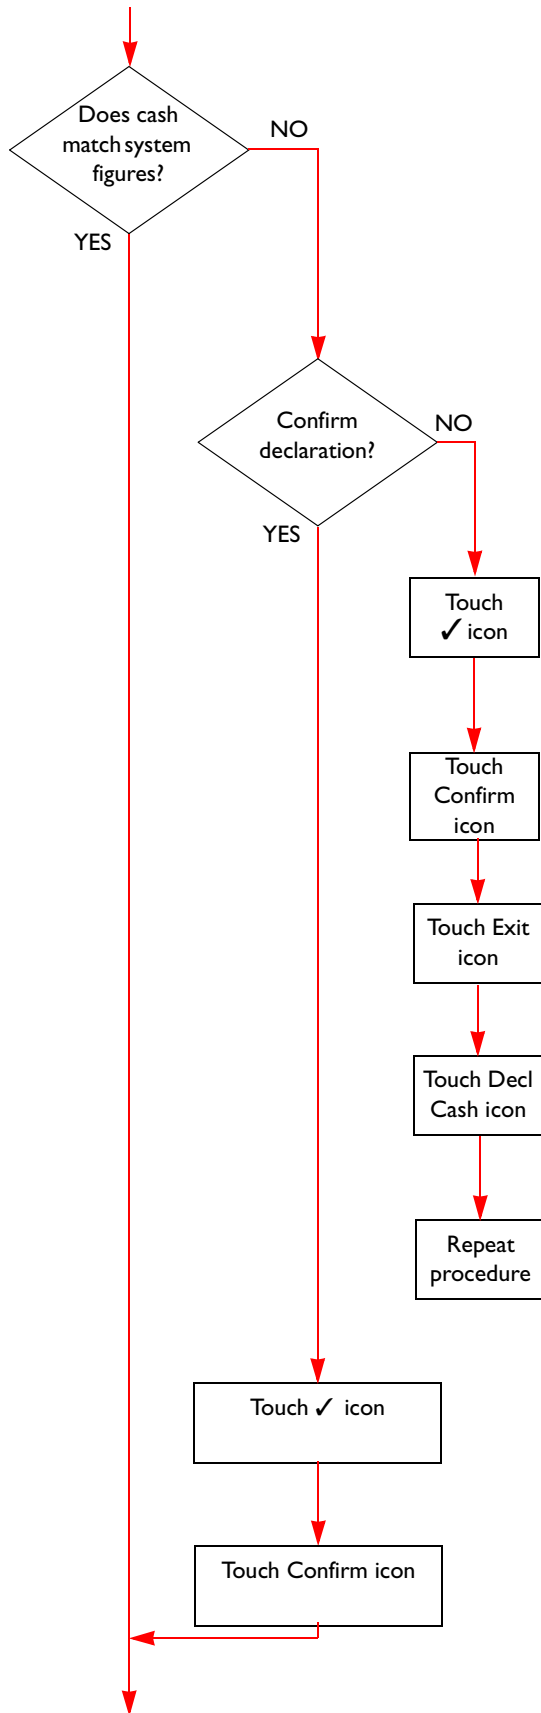 Does cash
match system
figures?
NO
YES
Confirm
declaration?
NO
YES
Touch
✓ icon
Touch
Confirm
icon
Touch Exit
icon
Touch Decl
Cash icon
Repeat
procedure
Touch ✓ icon
Touch Confirm icon